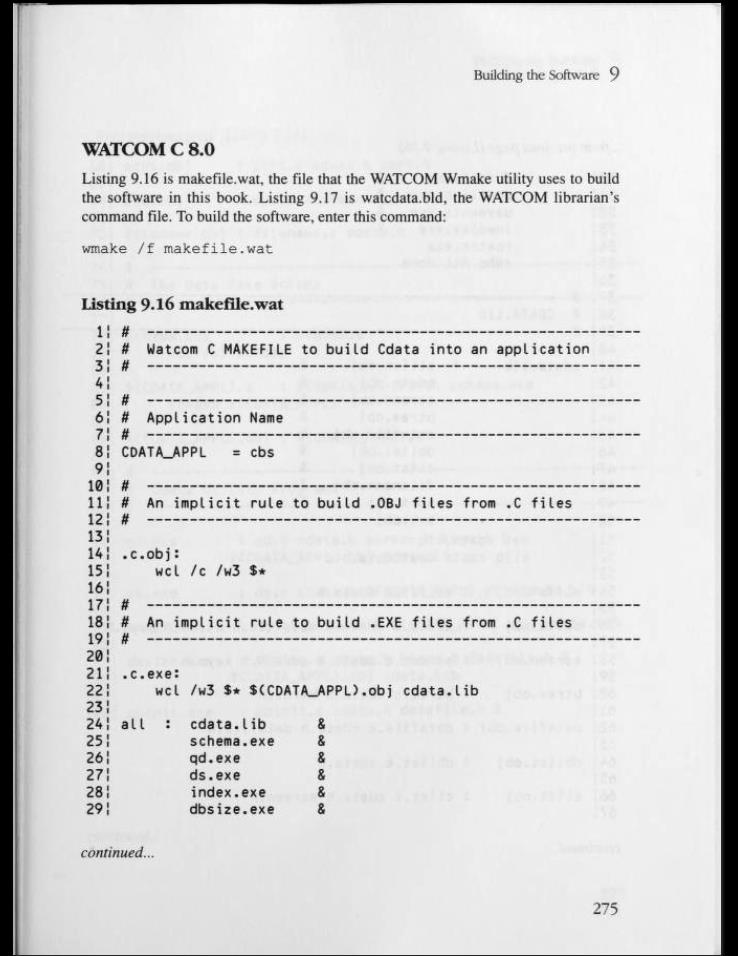 Building the Software 9
WATCOM C 8.0
Listing 9.16 is makefile.wat, the file that the WATCOM Wmake utility uses to build
the software in this book. Listing 9.17 is watcdata.bld, the WATCOM librarian's
command file. To build the software, enter this command:
wmake /f makefile.wat
Listing 9.16 makefile.wat
1¦ # ----------------------------------------------------------
2¦ # Watcom C MAKEFILE to build Cdata into an application
3¦ # ----------------------------------------------------------
4¦
5¦ # ----------------------------------------------------------
6¦ # Application Name
7¦ # ----------------------------------------------------------
8¦ CDATA_APPL = cbs
9¦
10¦ # ----------------------------------------------------------
11¦ # An implicit rule to build .OBJ files from .C files
12¦ # ----------------------------------------------------------
13¦
14¦ .c.obj:
15¦ wcl /c /w3 $*
16¦
17¦ # ----------------------------------------------------------
18¦ # An implicit rule to build .EXE files from .C files
19¦ # ----------------------------------------------------------
20¦
21¦ .c.exe:
22¦ wcl /w3 $* $(CDATA_APPL).obj cdata.lib
23¦
24¦ all : cdata.lib &
25¦ schema.exe &
26¦ qd.exe &
27¦ ds.exe &
28¦ index.exe &
29¦ dbsize.exe &
continued...
275